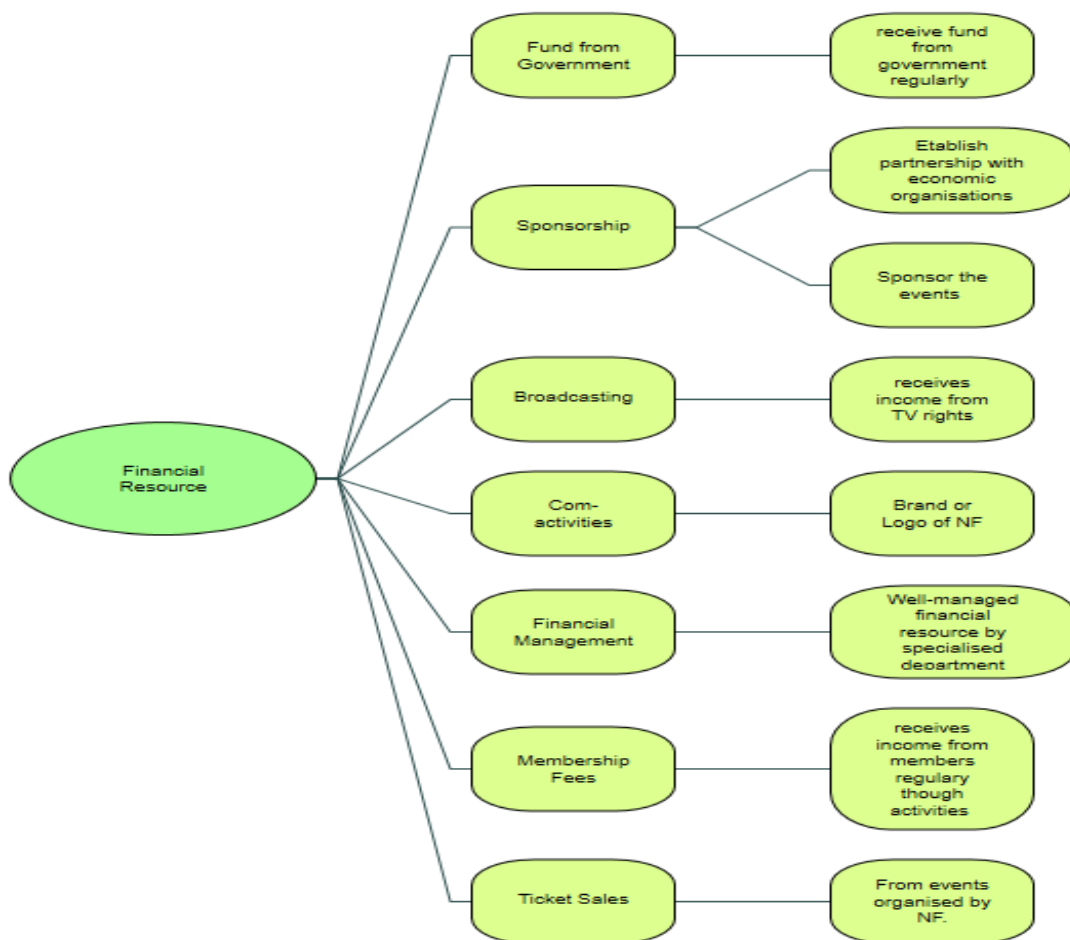 Fund from
Government
receive fund
from
government
regularly
Sponsorship
Etablish
partnership with
economic
organisations
Sponsor the
events
Broadcasting
receives
income from
TV rights
Financial
Resource
Com-
activities
Brand or
Logo of NF
Financial
Management
Well-managed
financial
resource by
specialised
department
Membership
Fees
receives
income from
members
regulary
though
activities
Ticket Sales
From events
organised by
NF.